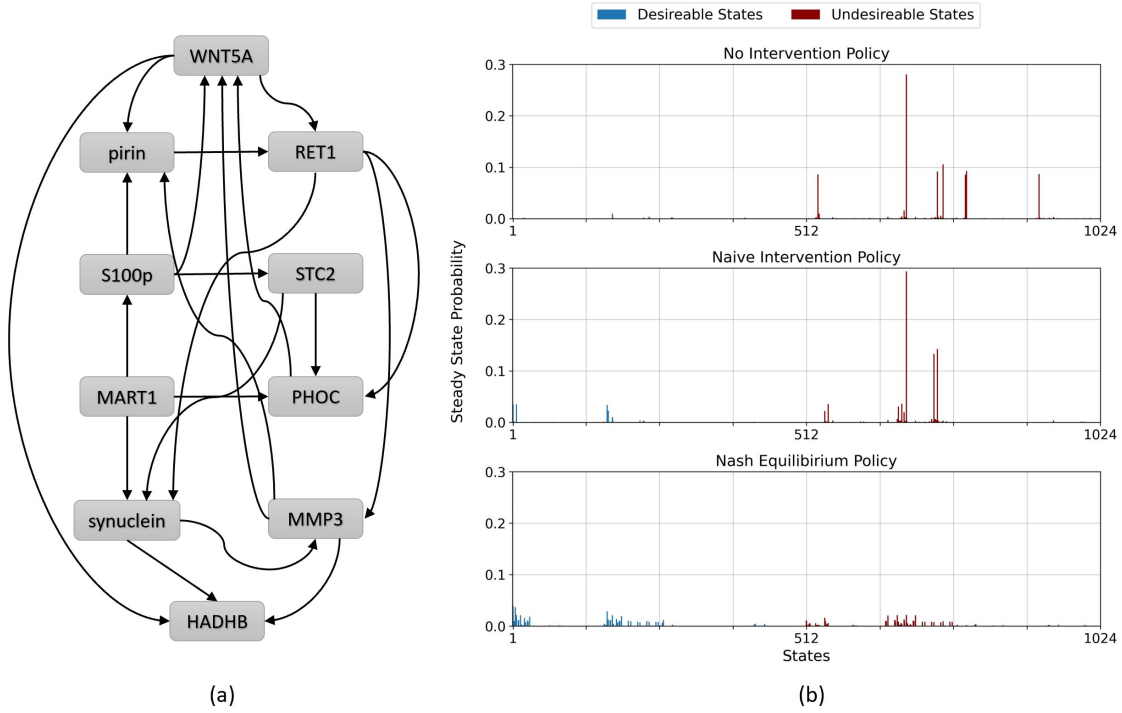 WNT5A
pirin
RET1
S100p
STC2
MART1
PHOC
synuclein
MMP3
HADHB
(a)
Desireable States
Undesireable States
No Intervention Policy
0.3
0.2
0.1
0.0
1
512
1024
Naive Intervention Policy
0.3
0.2
0.1
0.0
1
512
1024
Nash Equilibirium Policy
0.3
0.2
0.1
0.0
1
512
1024
Steady State Probability
States
(b)